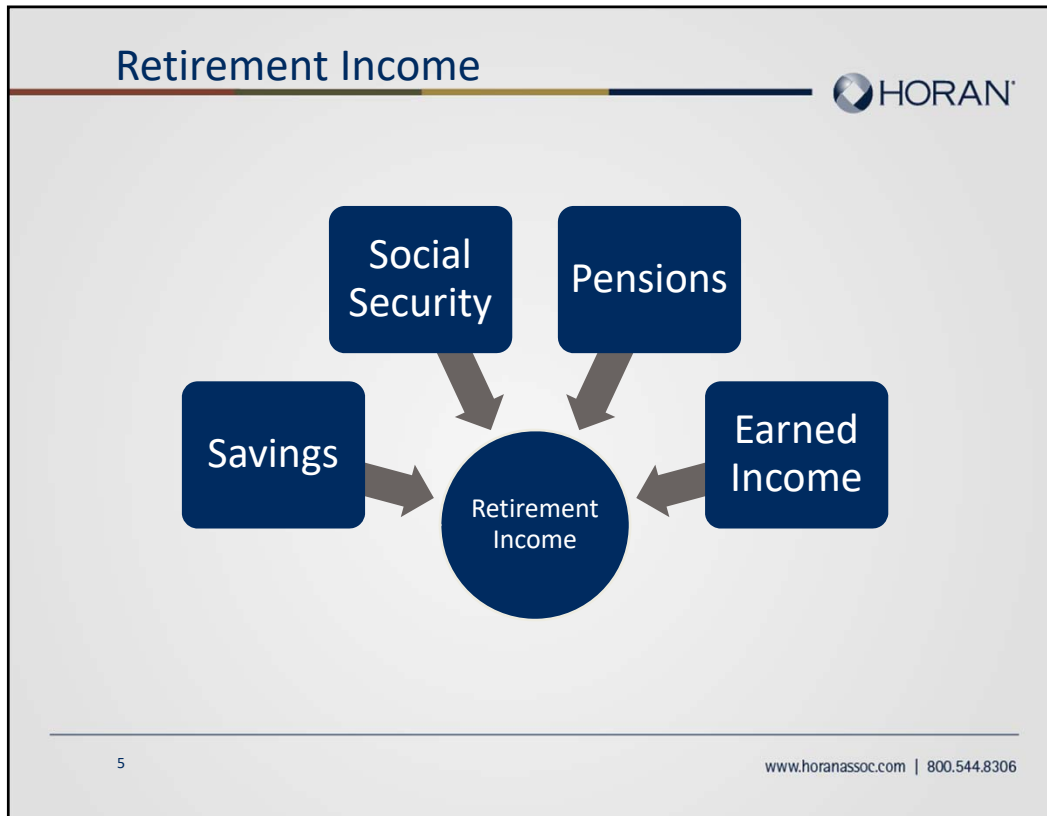 Retirement Income
HORAN
Social
Security
Pensions
Savings
Earned
Income
Retirement
Income
5
www.horanassoc.com | 800.544.8306